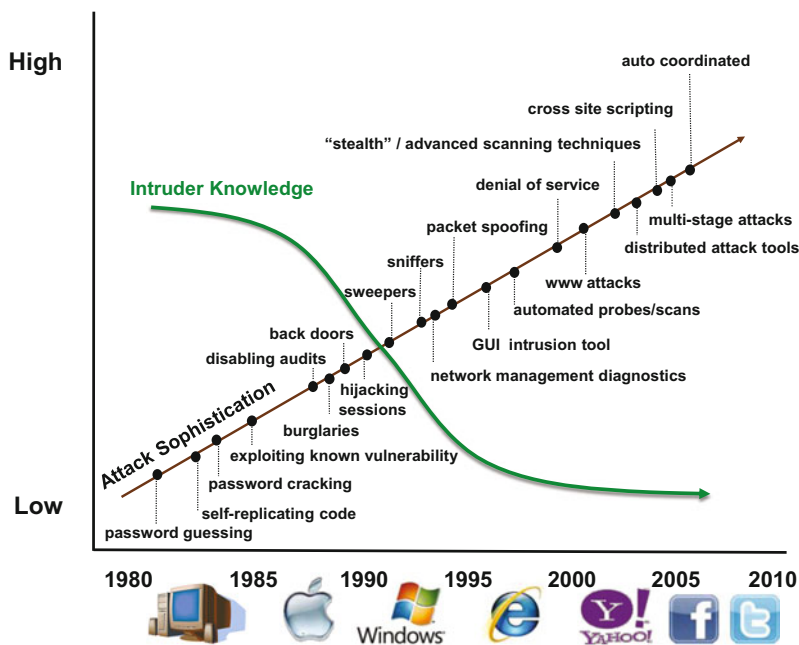 High
auto coordinated
cross site scripting
“stealth” / advanced scanning techniques
Intruder Knowledge
denial of service
multi-stage attacks
packet spoofing
distributed attack tools
sniffers
www attacks
sweepers
automated probes/scans
back doors
GUI intrusion tool
disabling audits
network management diagnostics
hijacking
sessions
Attack Sophistication
burglaries
exploiting known vulnerability
password cracking
Low
self-replicating code
password guessing
1980 1985 1990 1995 2000 2005 2010
Windows
Y!
YAHOO!
f
t